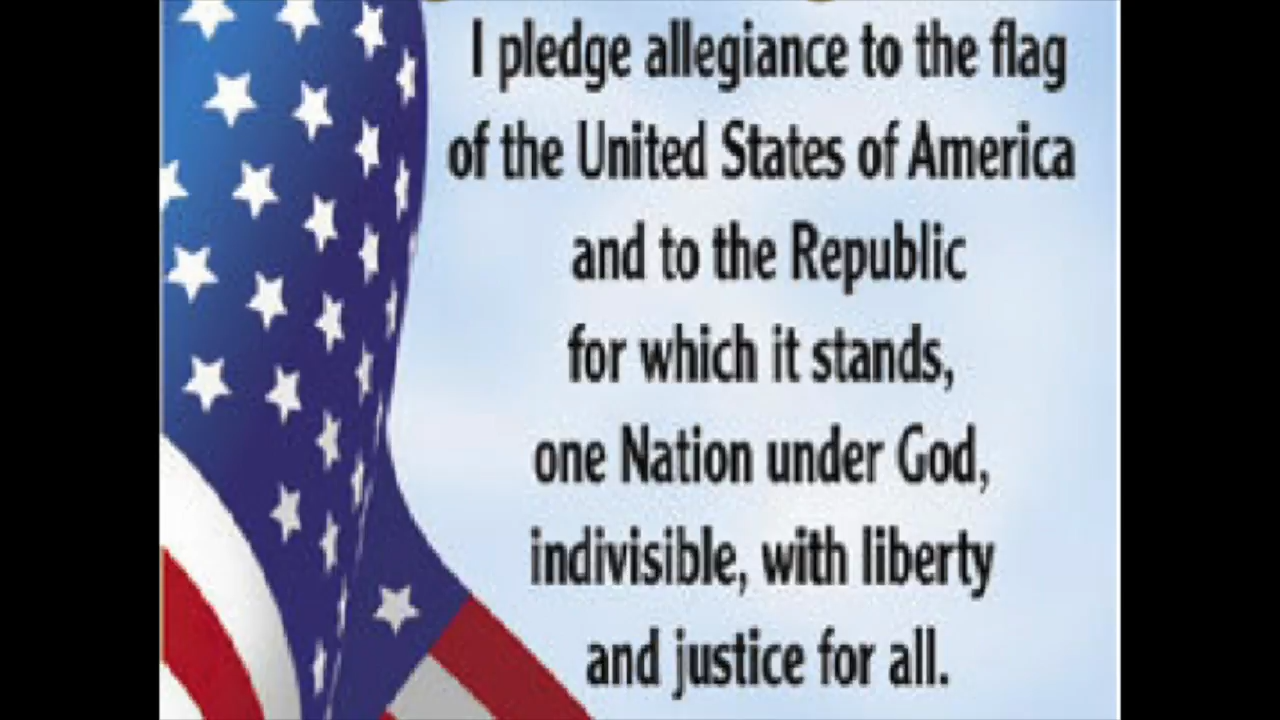 I pledge allegiance to the flag
of the United States of America
and to the Republic
for which it stands,
one Nation under God,
indivisible, with liberty
and justice for all.